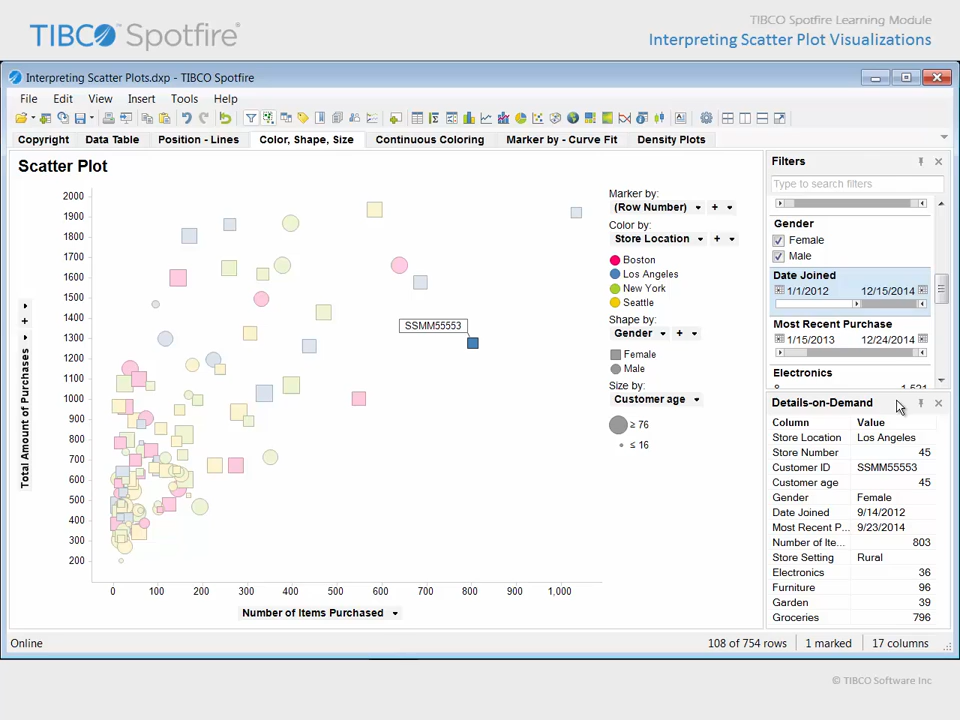 TIBCO Spotfire®
TIBCO Spotfire Learning Module
Interpreting Scatter Plot Visualizations
Interpreting Scatter Plots.dxp - TIBCO Spotfire
File Edit View Insert Tools Help
Copyright Data Table Position - Lines Color, Shape, Size Continuous Coloring Marker by - Curve Fit Density Plots
Scatter Plot
Total Amount of Purchases
2000
1900
1800
1700
1600
1500
1400
1300
1200
1100
1000
900
800
700
600
500
400
300
200
SSMM55553
0 100 200 300 400 500 600 700 800 900 1,000
Number of Items Purchased
Marker by:
(Row Number)
Color by:
Store Location
Boston
Los Angeles
New York
Seattle
Shape by:
Gender
Female
Male
Size by:
Customer age
≥ 76
≤ 16
Filters
Type to search filters
Gender
Female
Male
Date Joined
1/1/2012 12/15/2014
Most Recent Purchase
1/15/2013 12/24/2014
Electronics
Details-on-Demand
Column Value
Store Location Los Angeles
Store Number 45
Customer ID SSMM55553
Customer age 45
Gender Female
Date Joined 9/14/2012
Most Recent P... 9/23/2014
Number of Ite... 803
Store Setting Rural
Electronics 36
Furniture 96
Garden 39
Groceries 796
Online
108 of 754 rows 1 marked 17 columns
© TIBCO Software Inc